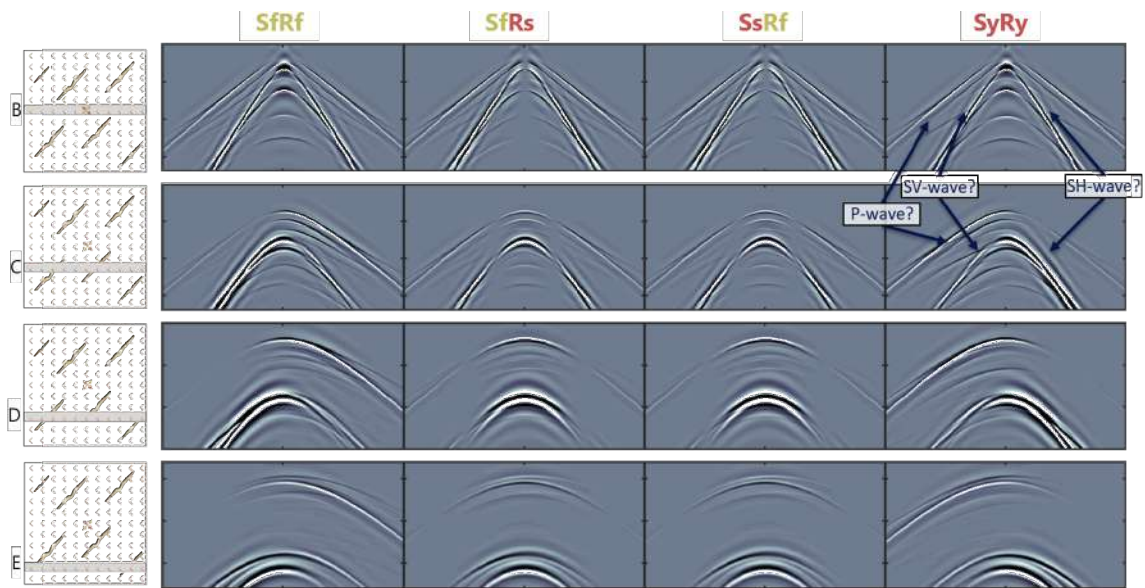 SfRf SfRs SsRf SyRy
B
SV-wave? SH-wave?
P-wave?
C
D
E